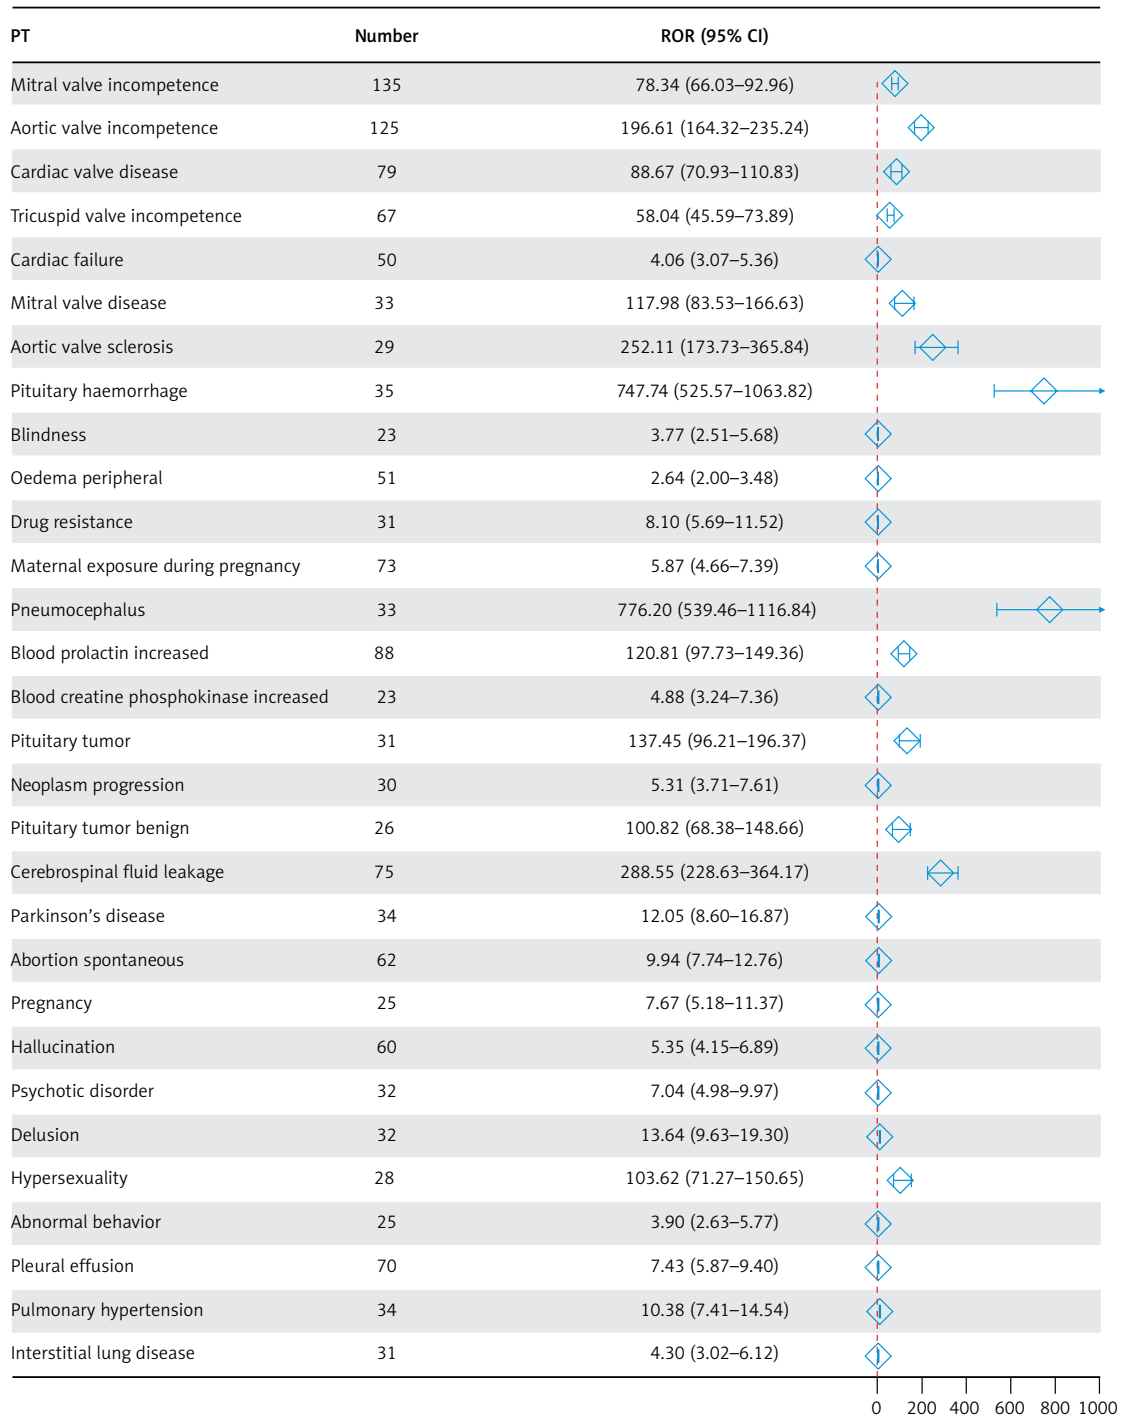 PT Number ROR (95% CI)
Mitral valve incompetence 135 78.34 (66.03–92.96)
Aortic valve incompetence 125 196.61 (164.32–235.24)
Cardiac valve disease 79 88.67 (70.93–110.83)
Tricuspid valve incompetence 67 58.04 (45.59–73.89)
Cardiac failure 50 4.06 (3.07–5.36)
Mitral valve disease 33 117.98 (83.53–166.63)
Aortic valve sclerosis 29 252.11 (173.73–365.84)
Pituitary haemorrhage 35 747.74 (525.57–1063.82)
Blindness 23 3.77 (2.51–5.68)
Oedema peripheral 51 2.64 (2.00–3.48)
Drug resistance 31 8.10 (5.69–11.52)
Maternal exposure during pregnancy 73 5.87 (4.66–7.39)
Pneumocephalus 33 776.20 (539.46–1116.84)
Blood prolactin increased 88 120.81 (97.73–149.36)
Blood creatine phosphokinase increased 23 4.88 (3.24–7.36)
Pituitary tumor 31 137.45 (96.21–196.37)
Neoplasm progression 30 5.31 (3.71–7.61)
Pituitary tumor benign 26 100.82 (68.38–148.66)
Cerebrospinal fluid leakage 75 288.55 (228.63–364.17)
Parkinson’s disease 34 12.05 (8.60–16.87)
Abortion spontaneous 62 9.94 (7.74–12.76)
Pregnancy 25 7.67 (5.18–11.37)
Hallucination 60 5.35 (4.15–6.89)
Psychotic disorder 32 7.04 (4.98–9.97)
Delusion 32 13.64 (9.63–19.30)
Hypersexuality 28 103.62 (71.27–150.65)
Abnormal behavior 25 3.90 (2.63–5.77)
Pleural effusion 70 7.43 (5.87–9.40)
Pulmonary hypertension 34 10.38 (7.41–14.54)
Interstitial lung disease 31 4.30 (3.02–6.12)
0 200 400 600 800 1000